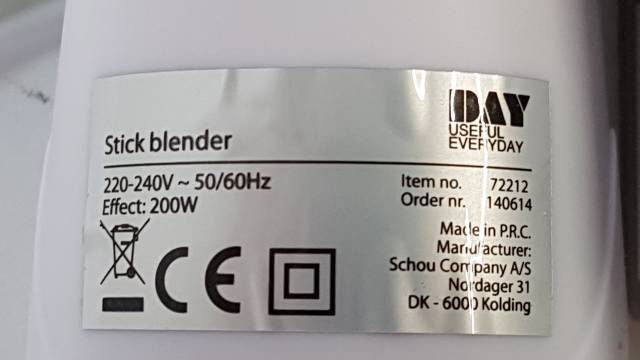 DAY
USEFUL
EVERYDAY
Stick blender
220-240V ~ 50/60Hz
Effect: 200W
Item no. 72212
Order nr. 140614
CE
Made in P.R.C.
Manufacturer:
Schou Company A/S
Nordager 31
DK - 6000 Kolding